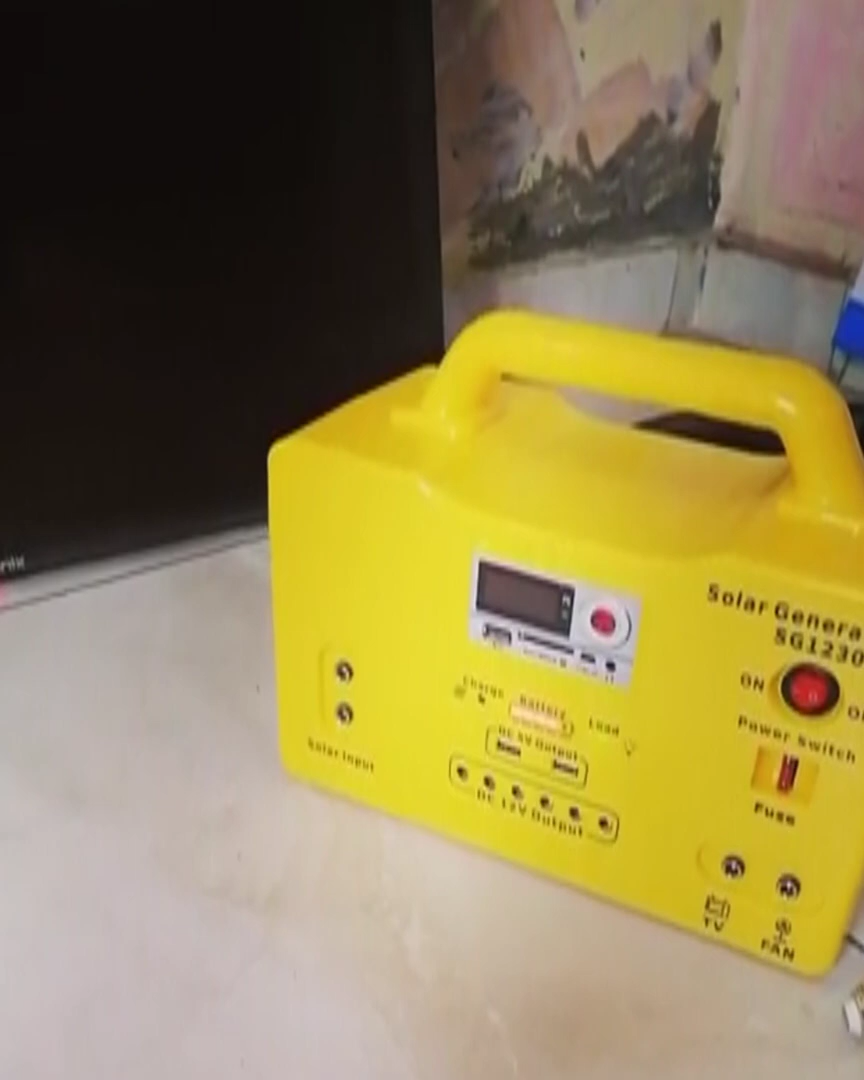 Solar Genera
SG1230
ON
Power Switch
Fuse
Charge
Battery
Load
DC 5V Output
DC 12V Output
Solar Input
TV
FAN